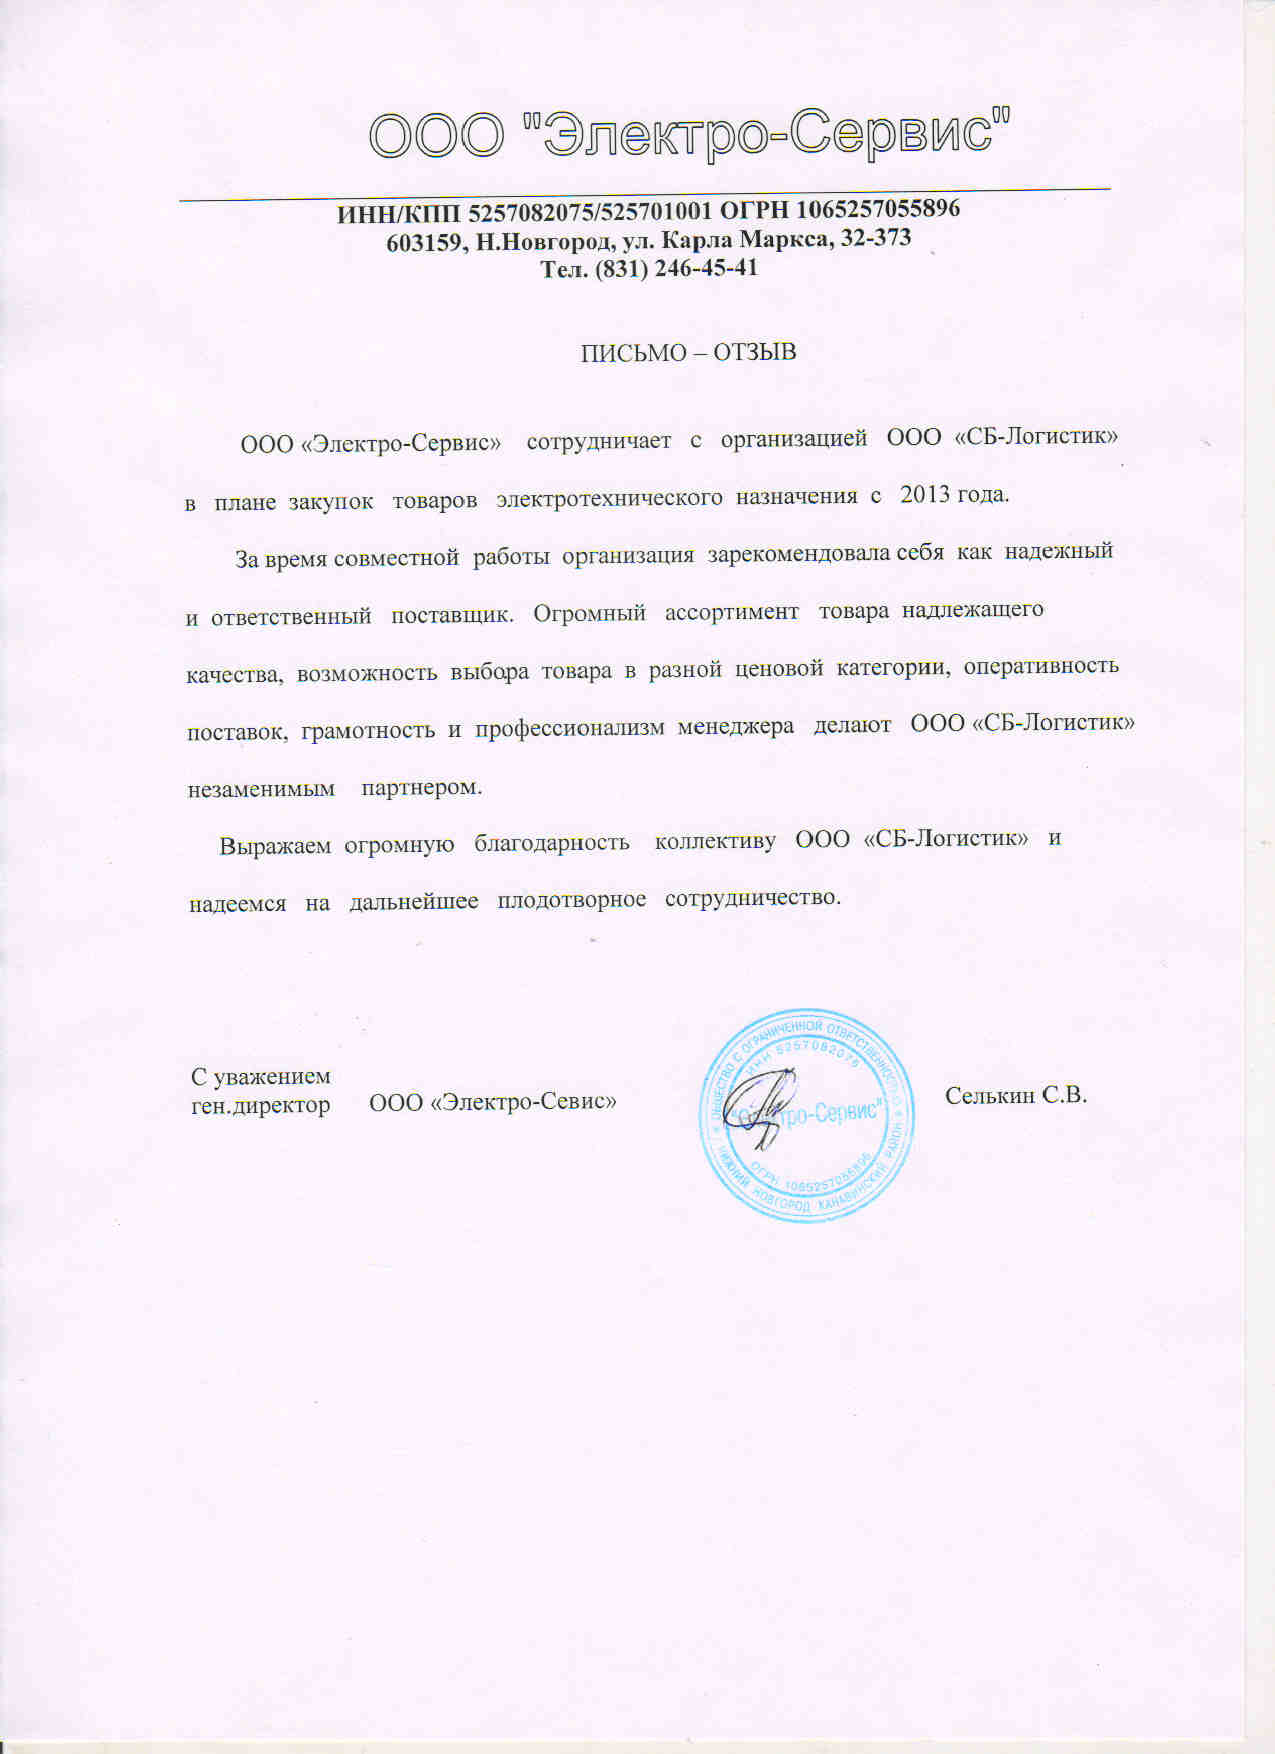 ООО "Электро-Сервис"
ИНН/КПП 5257082075/525701001 ОГРН 1065257055896
603159, Н.Новгород, ул. Карла Маркса, 32-373
Тел. (831) 246-45-41
ПИСЬМО – ОТЗЫВ
ООО «Электро-Сервис» сотрудничает с организацией ООО «СБ-Логистик»
в плане закупок товаров электротехнического назначения с 2013 года.
За время совместной работы организация зарекомендовала себя как надежный
и ответственный поставщик. Огромный ассортимент товара надлежащего
качества, возможность выбора товара в разной ценовой категории, оперативность
поставок, грамотность и профессионализм менеджера делают ООО «СБ-Логистик»
незаменимым партнером.
Выражаем огромную благодарность коллективу ООО «СБ-Логистик» и
надеемся на дальнейшее плодотворное сотрудничество.
С уважением
ген.директор ООО «Электро-Севис»
Селькин С.В.
ОБЩЕСТВО С ОГРАНИЧЕННОЙ ОТВЕТСТВЕННОСТЬЮ
ИНН 5257082075
"Электро-Сервис"
ОГРН 1065257055896
НИЖНИЙ НОВГОРОД КАНАВИНСКИЙ РАЙОН